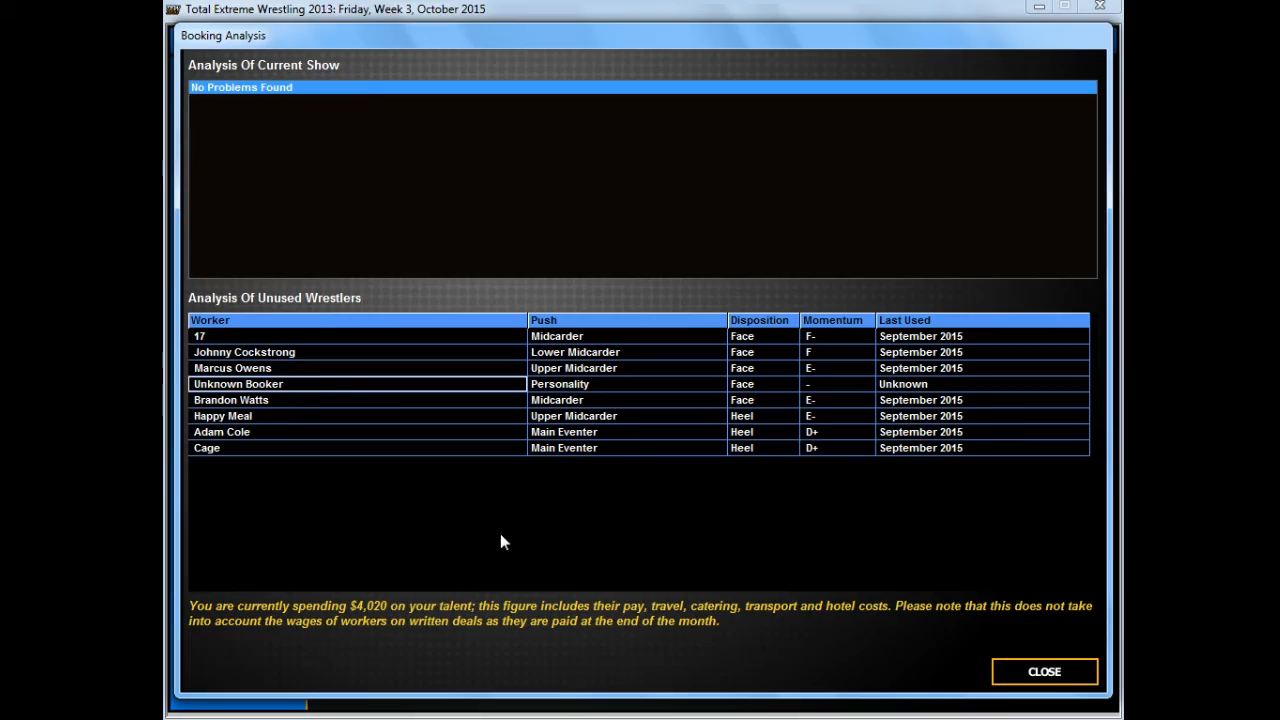 Total Extreme Wrestling 2013: Friday, Week 3, October 2015
Booking Analysis
Analysis Of Current Show
No Problems Found
Analysis Of Unused Wrestlers
Worker Push Disposition Momentum Last Used
17 Midcarder Face F- September 2015
Johnny Cockstrong Lower Midcarder Face F September 2015
Marcus Owens Upper Midcarder Face E- September 2015
Unknown Booker Personality Face - Unknown
Brandon Watts Midcarder Face E- September 2015
Happy Meal Upper Midcarder Heel E- September 2015
Adam Cole Main Eventer Heel D+ September 2015
Cage Main Eventer Heel D+ September 2015
You are currently spending $4,020 on your talent; this figure includes their pay, travel, catering, transport and hotel costs. Please note that this does not take
into account the wages of workers on written deals as they are paid at the end of the month.
CLOSE